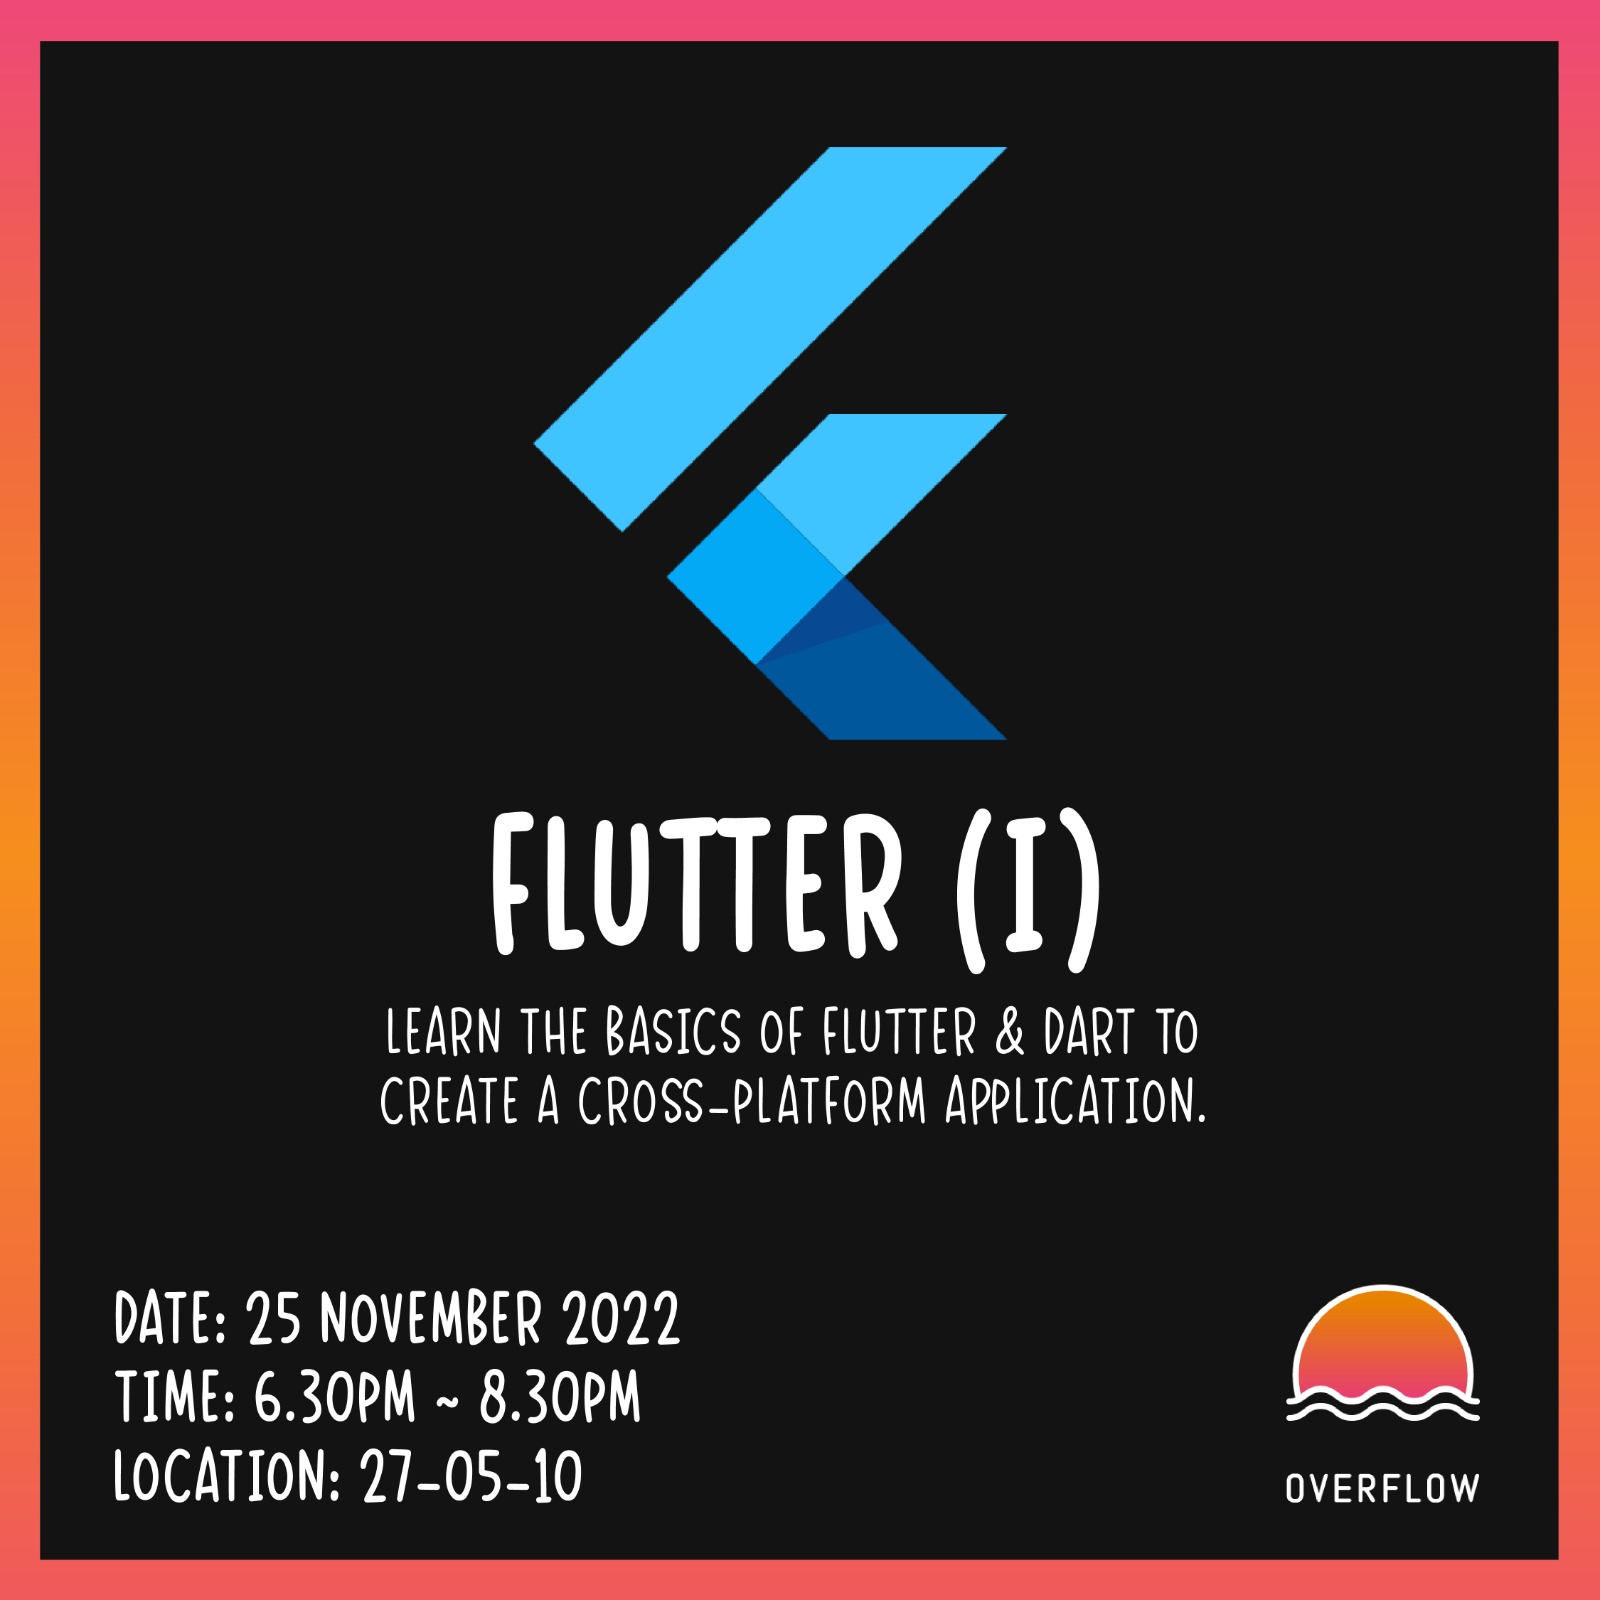 FLUTTER (I)
LEARN THE BASICS OF FLUTTER & DART TO
CREATE A CROSS-PLATFORM APPLICATION.
DATE: 25 NOVEMBER 2022
TIME: 6.30PM ~ 8.30PM
LOCATION: 27-05-10
OVERFLOW